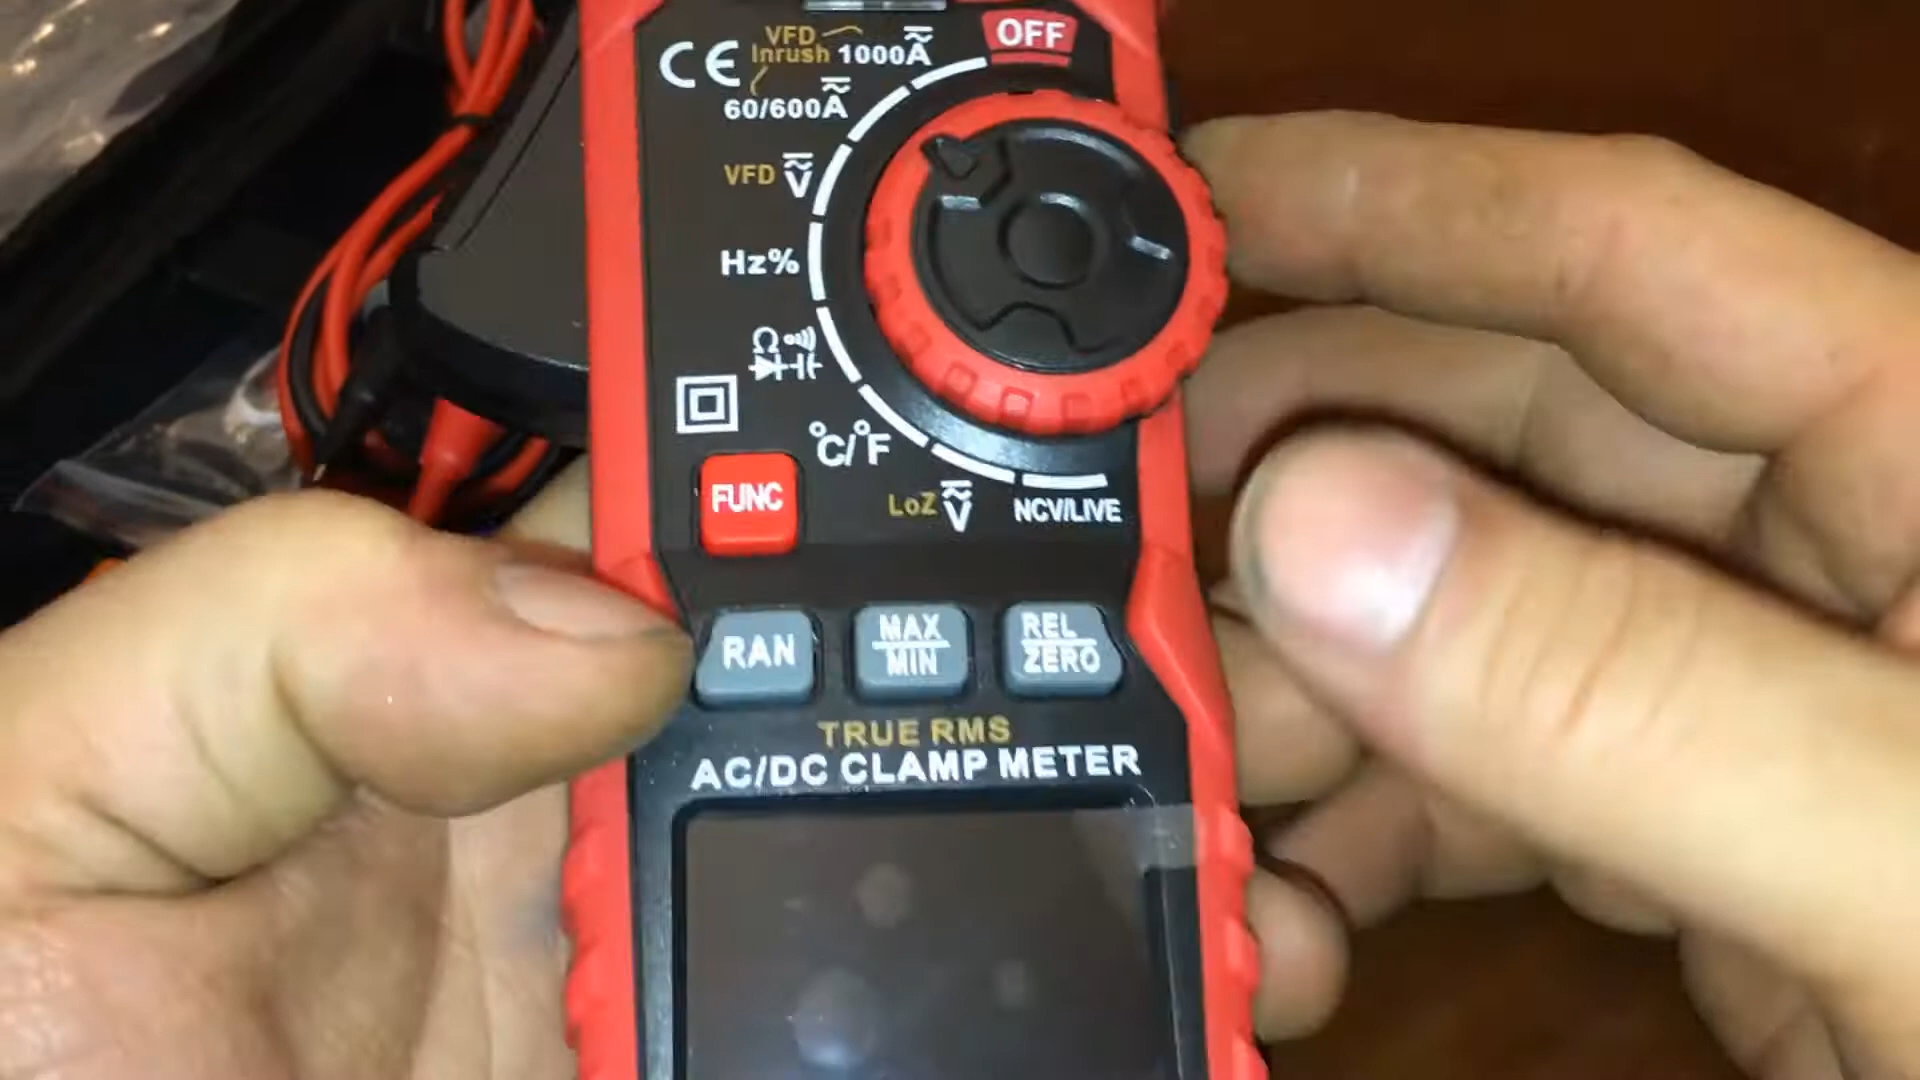 OFF
CE
VFD
Inrush 1000A
60/600A
VFD V
Hz%
Ω
°C/°F
FUNC
LoZ V
NCV/LIVE
RAN
MAX
MIN
REL
ZERO
TRUE RMS
AC/DC CLAMP METER